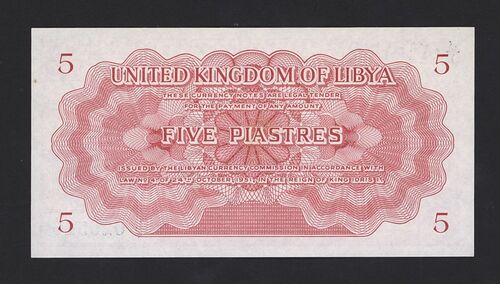 5 5
UNITED KINGDOM OF LIBYA
THESE CURRENCY NOTES ARE LEGAL TENDER
FOR THE PAYMENT OF ANY AMOUNT
FIVE PIASTRES
ISSUED BY THE LIBYAN CURRENCY COMMISSION IN ACCORDANCE WITH
LAW Nº 4 OF 24TH OCTOBER, 1951, IN THE REIGN OF KING IDRIS 1.
5 5